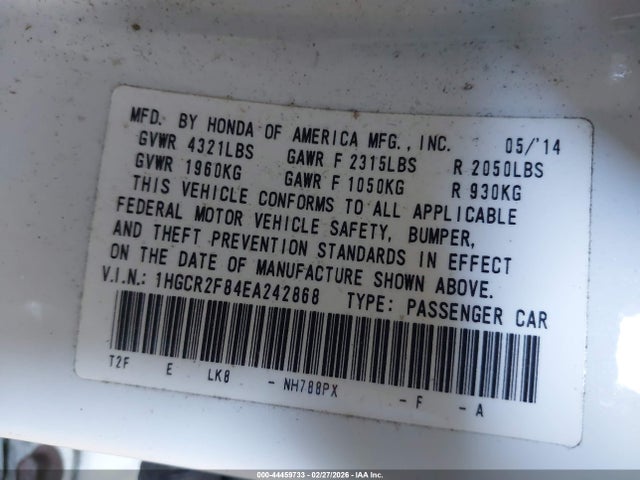 MFD. BY HONDA OF AMERICA MFG., INC. 05/'14
GVWR 4321LBS GAWR F 2315LBS R 2050LBS
GVWR 1960KG GAWR F 1050KG R 930KG
THIS VEHICLE CONFORMS TO ALL APPLICABLE
FEDERAL MOTOR VEHICLE SAFETY, BUMPER,
AND THEFT PREVENTION STANDARDS IN EFFECT
ON THE DATE OF MANUFACTURE SHOWN ABOVE.
V.I.N.: 1HGCR2F84EA242868 TYPE: PASSENGER CAR
T2F E LK8 - NH788PX - F - A
000-44459733 | 02/27/2026 | IAA Inc.